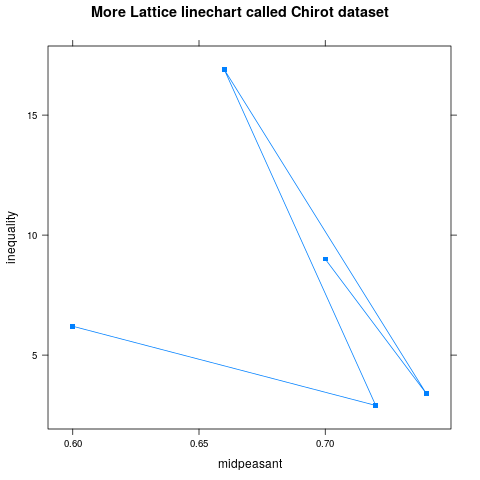 More Lattice linechart called Chirot dataset
15
10
5
inequality
0.60 0.65 0.70
midpeasant